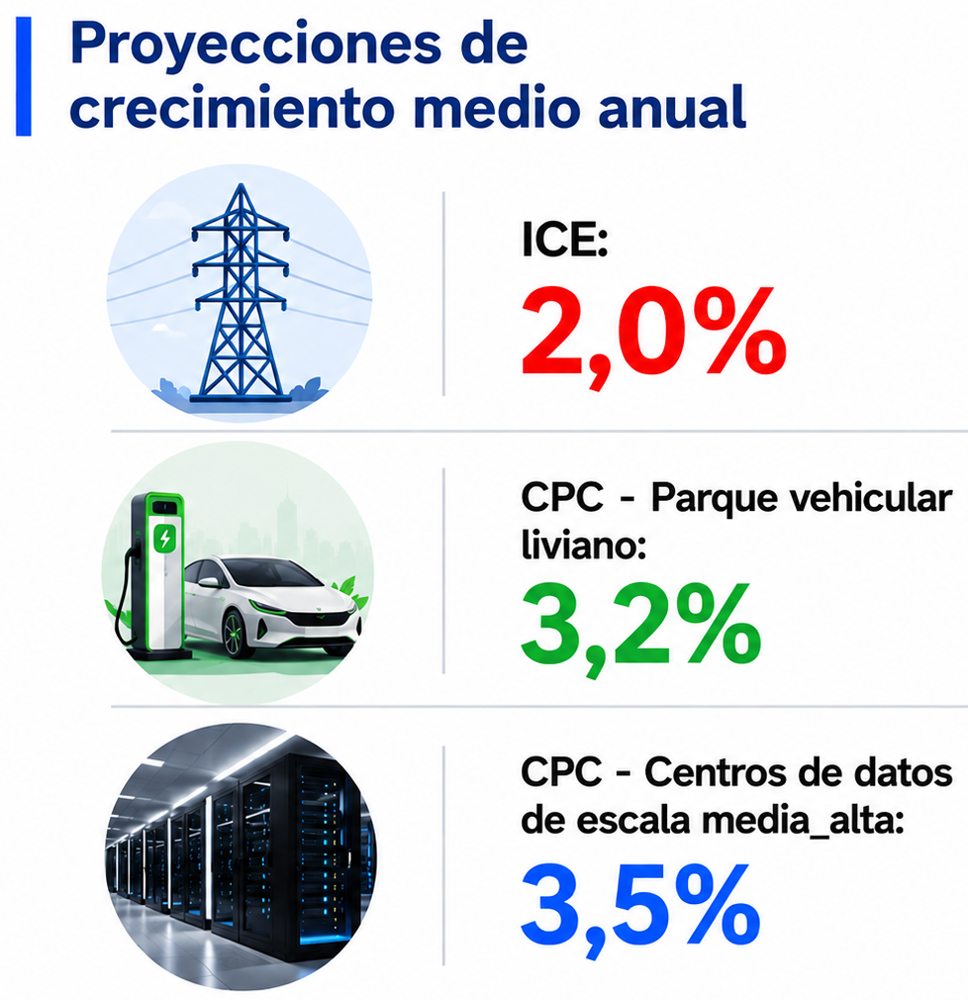 Proyecciones de
crecimiento medio anual
ICE:
2,0%
CPC - Parque vehicular
liviano:
3,2%
CPC - Centros de datos
de escala media_alta:
3,5%